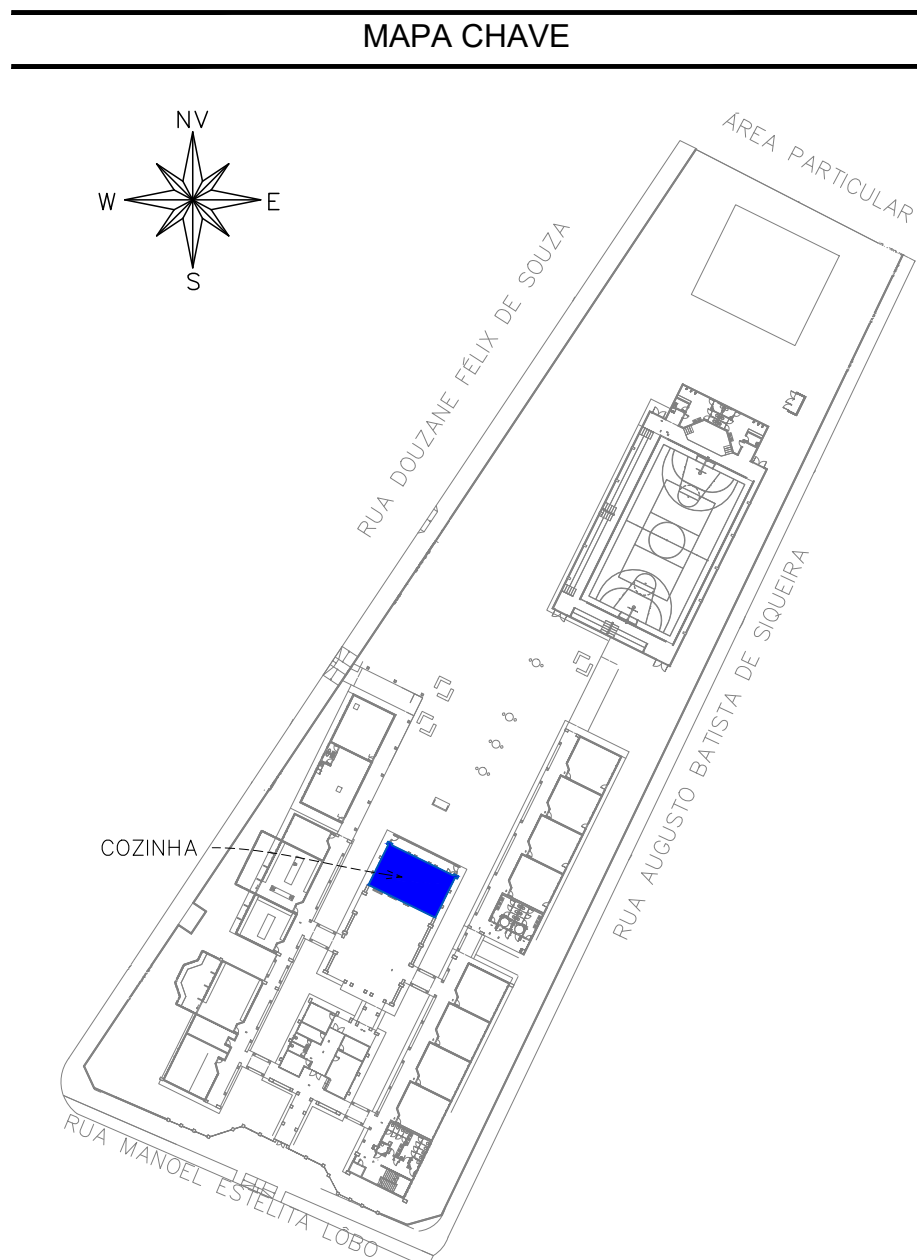 MAPA CHAVE
NV
W E
S
ÁREA PARTICULAR
RUA DOUZANE FÉLIX DE SOUZA
RUA AUGUSTO BATISTA DE SIQUEIRA
COZINHA
RUA MANOEL ESTELITA LÔBO